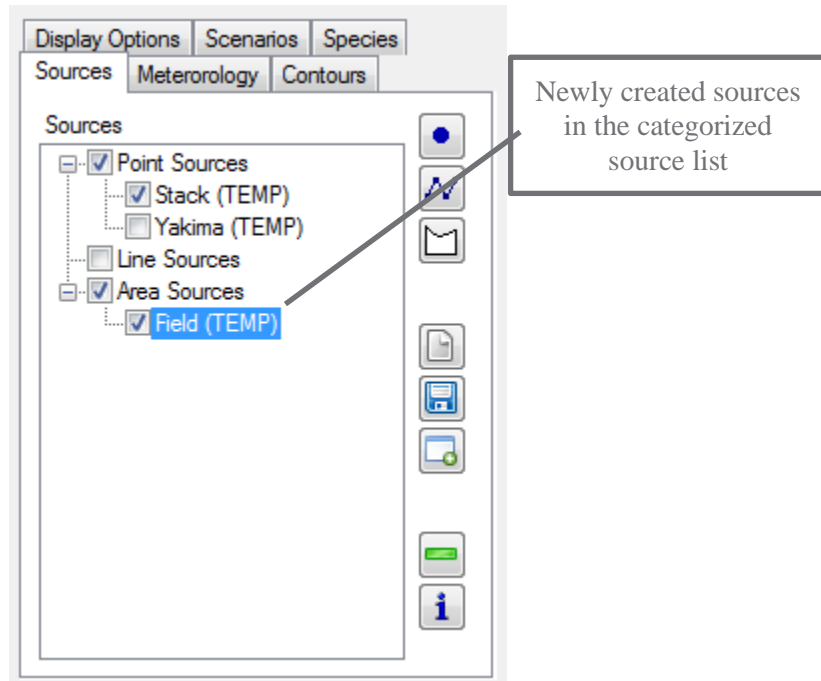 Display Options Scenarios Species
Sources Meterorology Contours
Sources
Point Sources
Stack (TEMP)
Yakima (TEMP)
Line Sources
Area Sources
Field (TEMP)
Newly created sources
in the categorized
source list